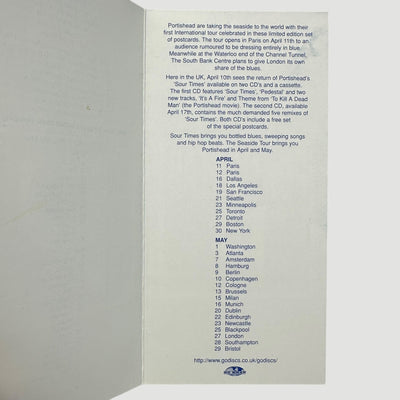 Portishead are taking the seaside to the world with their
first International tour celebrated in these limited edition set
of postcards. The tour opens in Paris on April 11th to an
audience rumoured to be dressing entirely in blue.
Meanwhile at the Waterloo end of the Channel Tunnel,
The South Bank Centre plans to give London its own
share of the blues.
Here in the UK, April 10th sees the return of Portishead's
'Sour Times' available on two CD's and a cassette.
The first CD features 'Sour Times', 'Pedestal' and two
new tracks, 'It's A Fire' and Theme from 'To Kill A Dead
Man' (the Portishead movie). The second CD, available
April 17th, contains the much demanded five remixes of
'Sour Times'. Both CD's include a free set
of the special postcards.
Sour Times brings you bottled blues, sweeping songs
and hip hop beats. The Seaside Tour brings you
Portishead in April and May.
APRIL
11 Paris
12 Paris
16 Dallas
18 Los Angeles
19 San Francisco
21 Seattle
23 Minneapolis
25 Toronto
27 Detroit
29 Boston
30 New York
MAY
1 Washington
3 Atlanta
7 Amsterdam
8 Hamburg
9 Berlin
10 Copenhagen
12 Cologne
13 Brussels
15 Milan
16 Munich
20 Dublin
22 Edinburgh
23 Newcastle
25 Blackpool
27 London
28 Southampton
29 Bristol
http://www.godiscs.co.uk/godiscs/